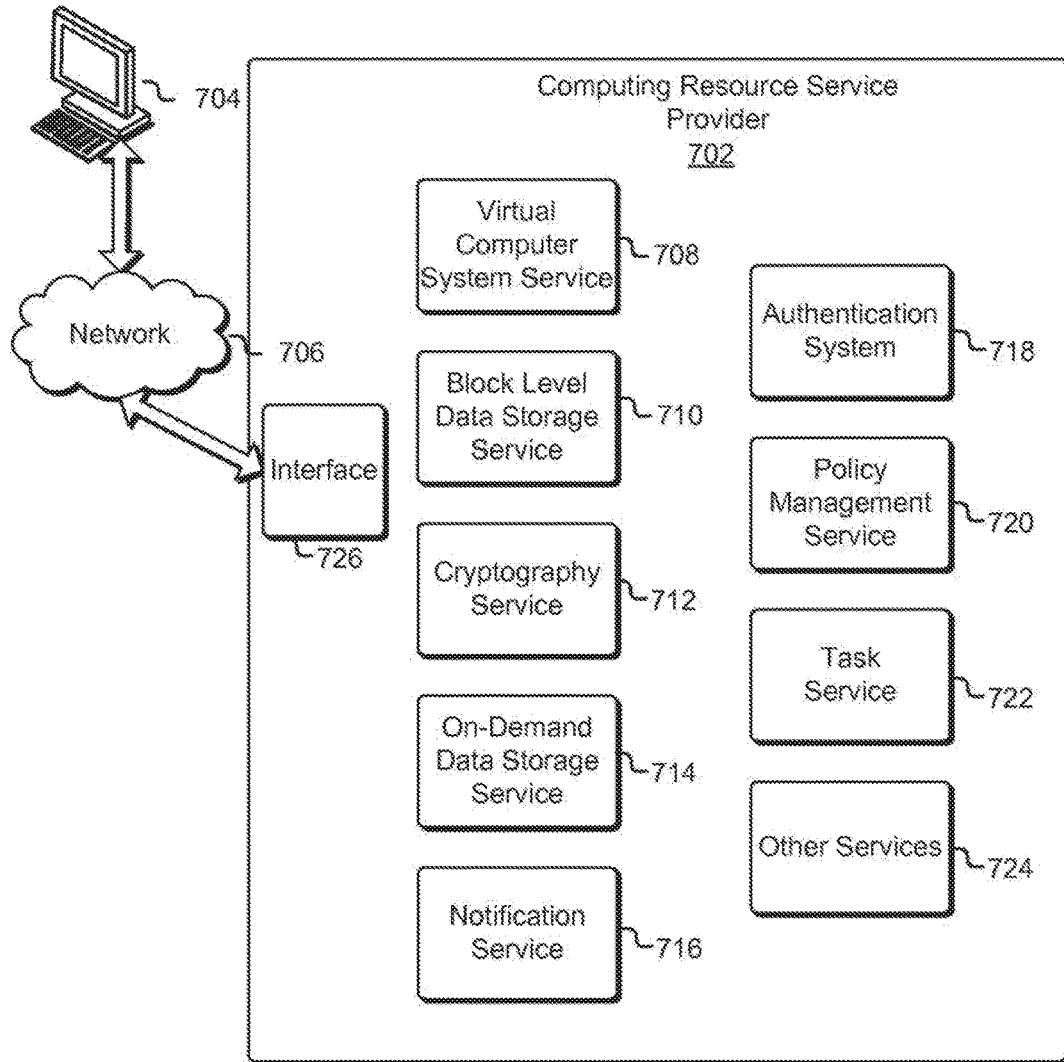 704
Computing Resource Service
Provider
702
Network
706
Interface
726
Virtual
Computer
System Service
708
Block Level
Data Storage
Service
710
Cryptography
Service
712
On-Demand
Data Storage
Service
714
Notification
Service
716
Authentication
System
718
Policy
Management
Service
720
Task
Service
722
Other Services
724